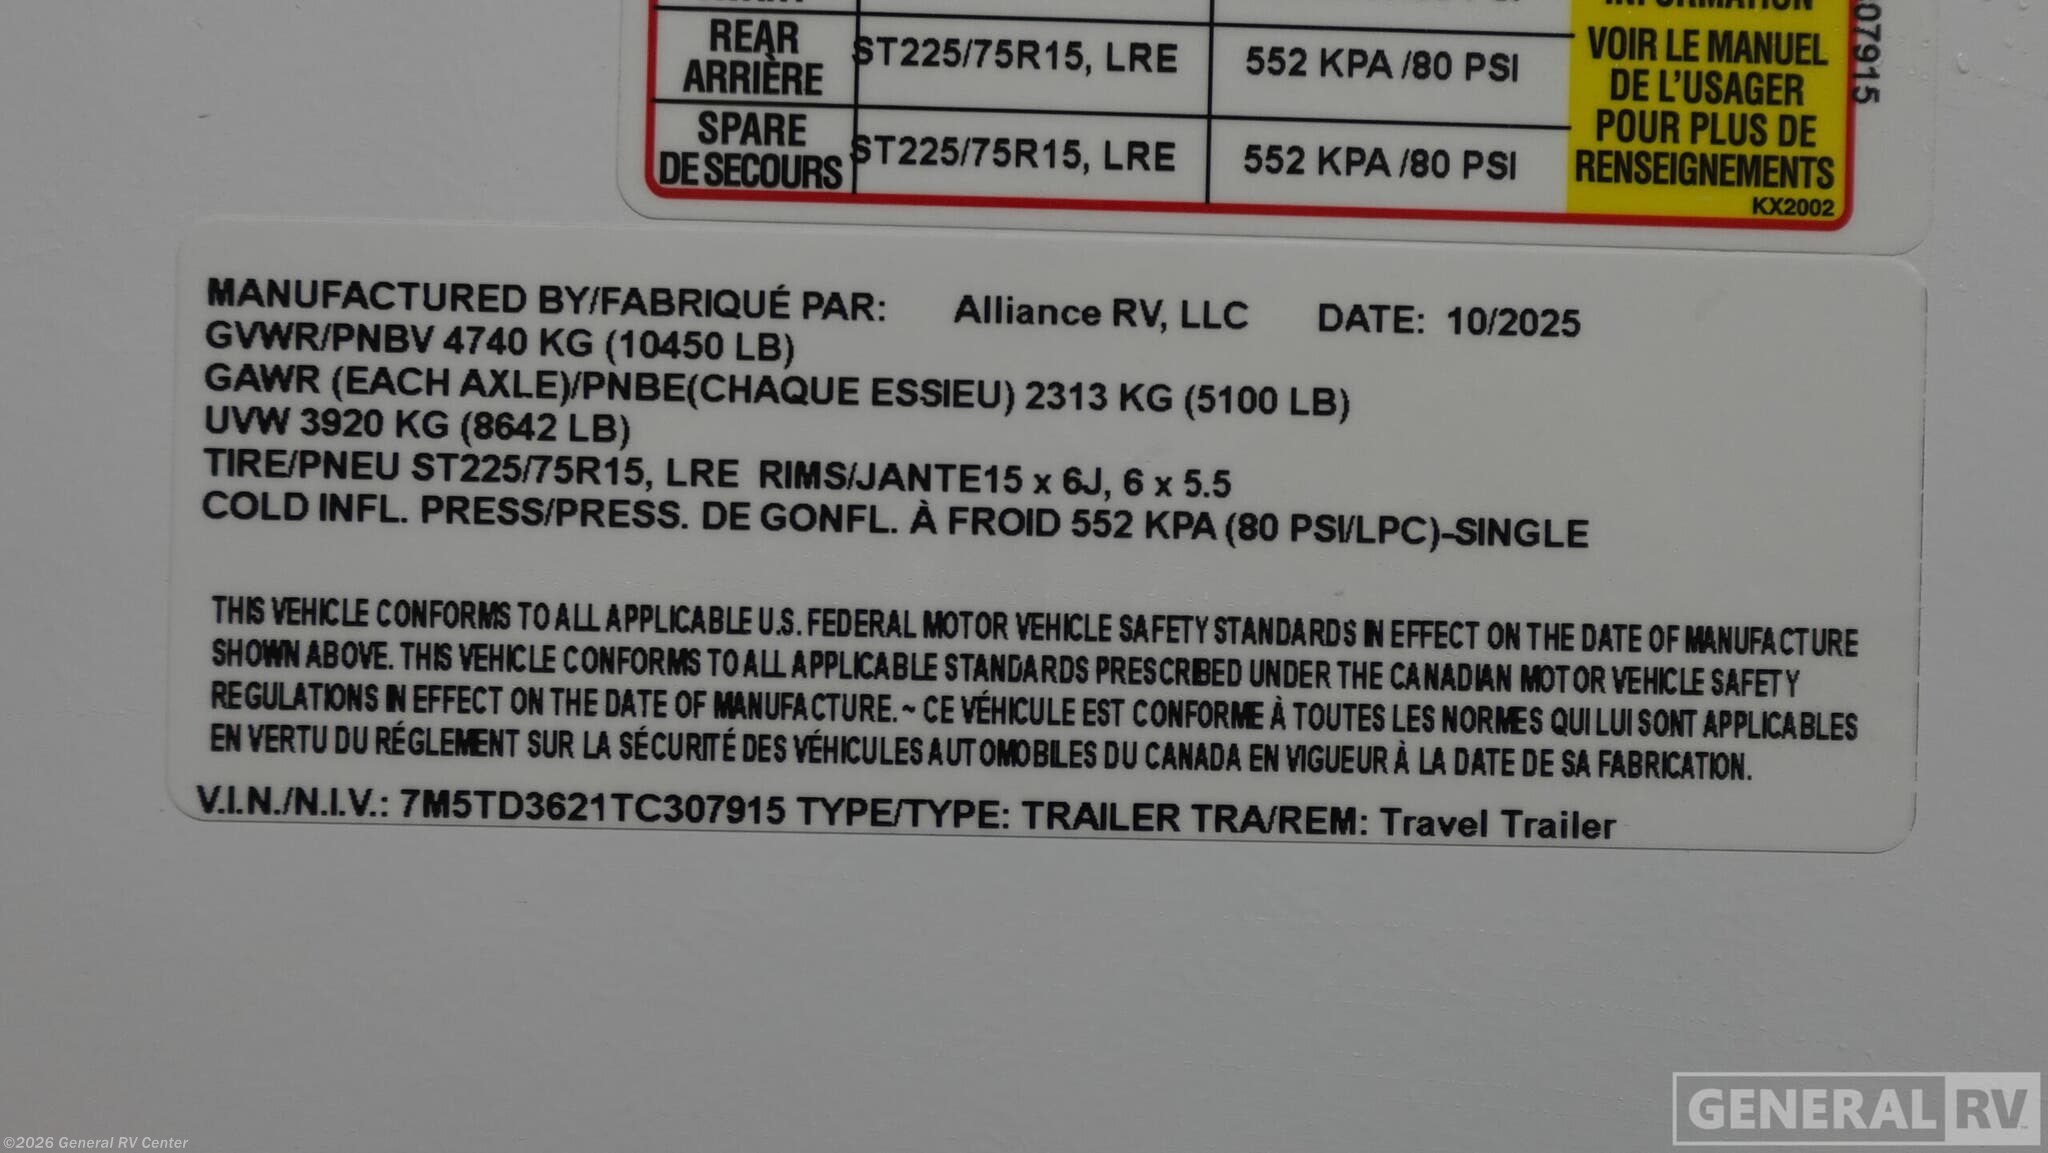 INFORMATION
REAR
ARRIÈRE
ST225/75R15, LRE
552 KPA /80 PSI
VOIR LE MANUEL
DE L'USAGER
POUR PLUS DE
RENSEIGNEMENTS
SPARE
DE SECOURS
ST225/75R15, LRE
552 KPA /80 PSI
KX2002
07915
MANUFACTURED BY/FABRIQUÉ PAR: Alliance RV, LLC DATE: 10/2025
GVWR/PNBV 4740 KG (10450 LB)
GAWR (EACH AXLE)/PNBE(CHAQUE ESSIEU) 2313 KG (5100 LB)
UVW 3920 KG (8642 LB)
TIRE/PNEU ST225/75R15, LRE RIMS/JANTE15 x 6J, 6 x 5.5
COLD INFL. PRESS/PRESS. DE GONFL. À FROID 552 KPA (80 PSI/LPC)-SINGLE
THIS VEHICLE CONFORMS TO ALL APPLICABLE U.S. FEDERAL MOTOR VEHICLE SAFETY STANDARDS IN EFFECT ON THE DATE OF MANUFACTURE
SHOWN ABOVE. THIS VEHICLE CONFORMS TO ALL APPLICABLE STANDARDS PRESCRIBED UNDER THE CANADIAN MOTOR VEHICLE SAFETY
REGULATIONS IN EFFECT ON THE DATE OF MANUFACTURE. ~ CE VÉHICULE EST CONFORME À TOUTES LES NORMES QUI LUI SONT APPLICABLES
EN VERTU DU RÉGLEMENT SUR LA SÉCURITÉ DES VÉHICULES AUTOMOBILES DU CANADA EN VIGUEUR À LA DATE DE SA FABRICATION.
V.I.N./N.I.V.: 7M5TD3621TC307915 TYPE/TYPE: TRAILER TRA/REM: Travel Trailer
GENERAL RV
©2026 General RV Center